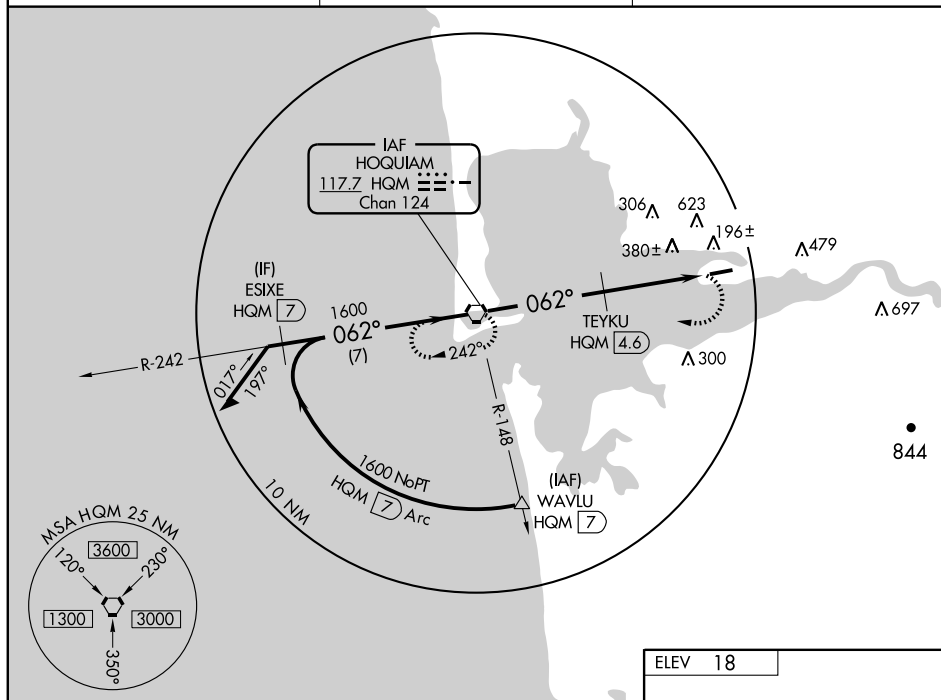 IAF
HOQUIAM
117.7 HQM
Chan 124
306
623
196±
380±
479
(IF)
ESIXE
HQM 7
1600
062°
(7)
062°
TEYKU
HQM 4.6
697
R-242
242°
300
017°
197°
R-148
844
1600 NoPT
HQM 7 Arc
(IAF)
WAVLU
HQM 7
10 NM
MSA HQM 25 NM
3600
120°
230°
1300
3000
350°
ELEV 18